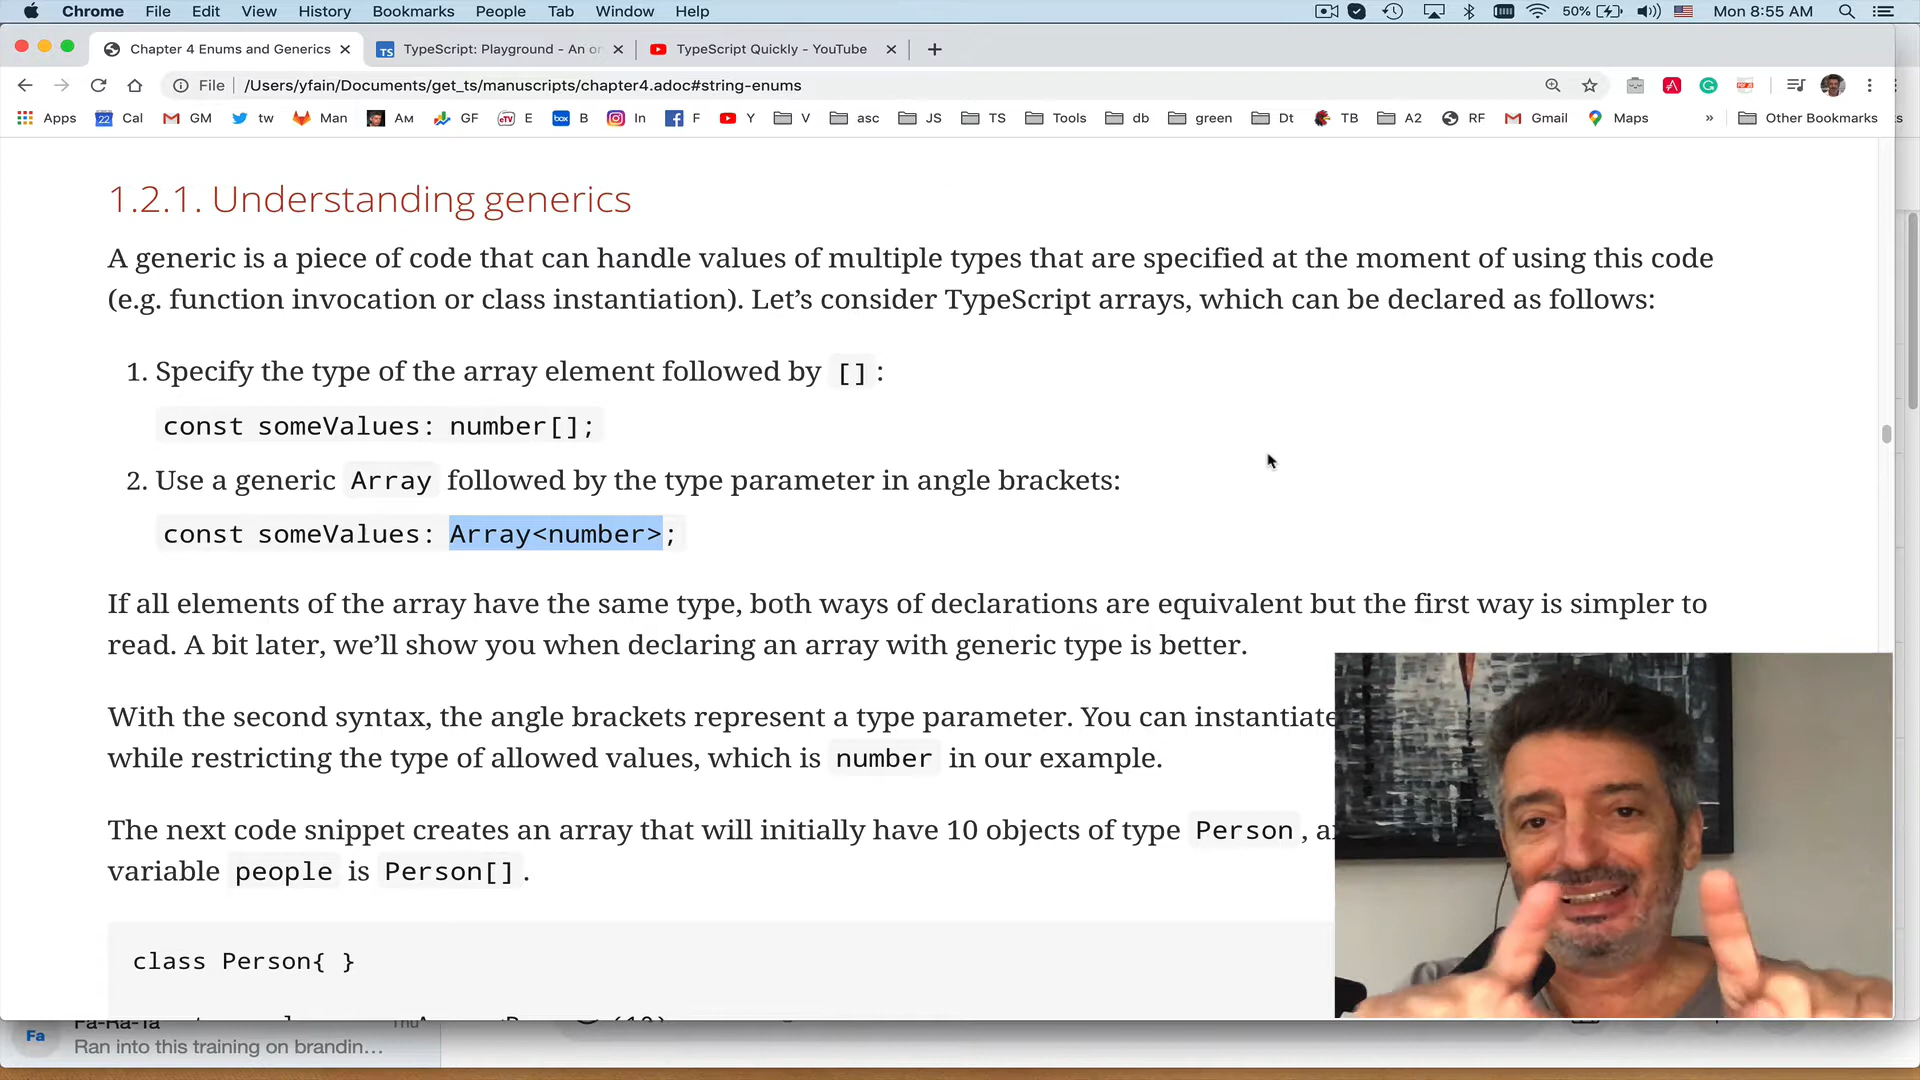 Chrome File Edit View History Bookmarks People Tab Window Help 50% Mon 8:55 AM
Chapter 4 Enums and Generics TypeScript: Playground - An TypeScript Quickly - YouTube
File /Users/yfain/Documents/get_ts/manuscripts/chapter4.adoc#string-enums
Apps 22 Cal GM tw Man Ам GF E box B In F Y V asc JS TS Tools db green Dt TB A2 RF Gmail Maps » Other Bookmarks
1.2.1. Understanding generics
A generic is a piece of code that can handle values of multiple types that are specified at the moment of using this code
(e.g. function invocation or class instantiation). Let’s consider TypeScript arrays, which can be declared as follows:
1. Specify the type of the array element followed by []:
const someValues: number[];
2. Use a generic Array followed by the type parameter in angle brackets:
const someValues: Array<number>;
If all elements of the array have the same type, both ways of declarations are equivalent but the first way is simpler to
read. A bit later, we’ll show you when declaring an array with generic type is better.
With the second syntax, the angle brackets represent a type parameter. You can instantiate
while restricting the type of allowed values, which is number in our example.
The next code snippet creates an array that will initially have 10 objects of type Person,
variable people is Person[].
class Person{ }
Fa
Ran into this training on brandin…